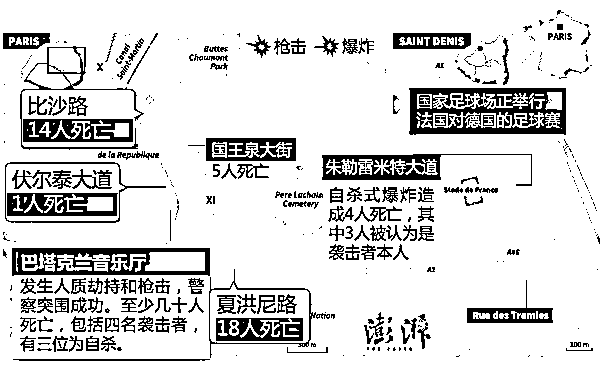 PARIS
Canal
Saint-Martin
X
Buttes
Chaumont
Park
枪击
爆炸
比沙路
14人死亡
de la Republique
伏尔泰大道
1人死亡
国王泉大街
5人死亡
XI
Pere Lachaise
Cemetery
巴塔克兰音乐厅
发生人质劫持和枪击，警
察突围成功。至少几十人
死亡，包括四名袭击者，
有三位为自杀。
夏洪尼路
18人死亡
Nation
500 m
SAINT DENIS
A1
PARIS
国家足球场正举行
法国对德国的足球赛
朱勒雷米特大道
自杀式爆炸造
成4人死亡，其
中3人被认为是
袭击者本人
Stade de France
A86
A1
Rue des Tremies
澎湃
THE PAPER
100 m